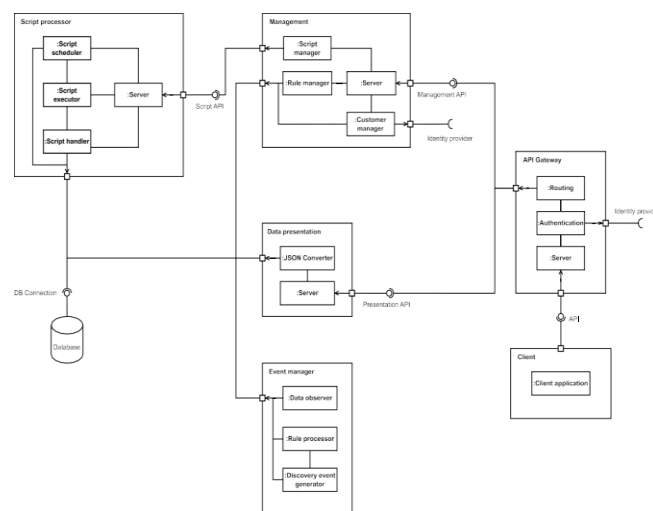 Script processor
:Script
scheduler
:Script
executor
:Script handler
:Server
Script API
Management
:Script
manager
:Rule manager
:Server
:Customer
manager
Management API
Identity provider
API Gateway
:Routing
:Authentication
:Server
Identity provi
API
Client
:Client application
Data presentation
:JSON Converter
:Server
Presentation API
DB Connection
Database
Event manager
:Data observer
:Rule processor
:Discovery event
generator